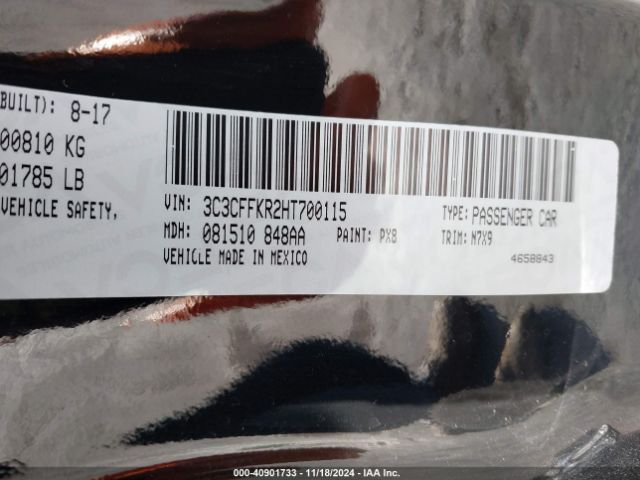 BUILT): 8-17
00810 KG
01785 LB
VEHICLE SAFETY,
VIN: 3C3CFFKR2HT700115
TYPE: PASSENGER CAR
MDH: 081510 848AA
PAINT: PX8
TRIM: N7X9
VEHICLE MADE IN MEXICO
4658843
000-40901733 - 11/18/2024 - IAA Inc.